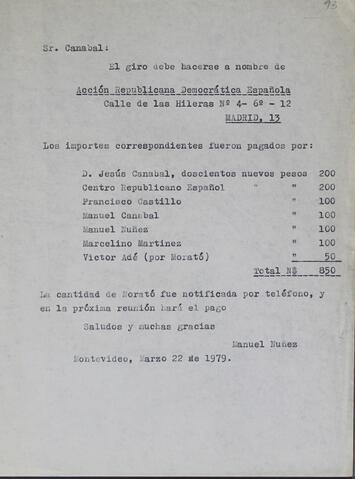 93
Sr. Canabal:
El giro debe hacerse a nombre de
Acción Republicana Democrática Española
Calle de las Hileras Nº 4- 6º - 12
MADRID, 13
Los importes correspondientes fueron pagados por:
D. Jesús Canabal, doscientos nuevos pesos 200
Centro Republicano Español " " 200
Francisco Castillo " 100
Manuel Canabal " 100
Manuel Nuñez " 100
Marcelino Martinez " 100
Victor Adé (por Morató) " 50
Total N$ 850
La cantidad de Morató fue notificada por teléfono, y
en la próxima reunión hará el pago
Saludos y muchas gracias
Manuel Nuñez
Montevideo, Marzo 22 de 1979.